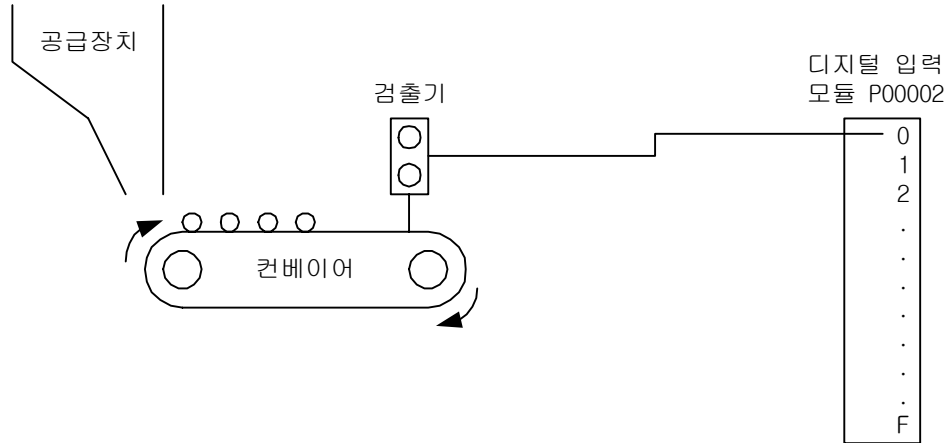 공급장치
검출기
컨베이어
디지털 입력
모듈 P00002
0
1
2
.
.
.
.
.
.
.
F